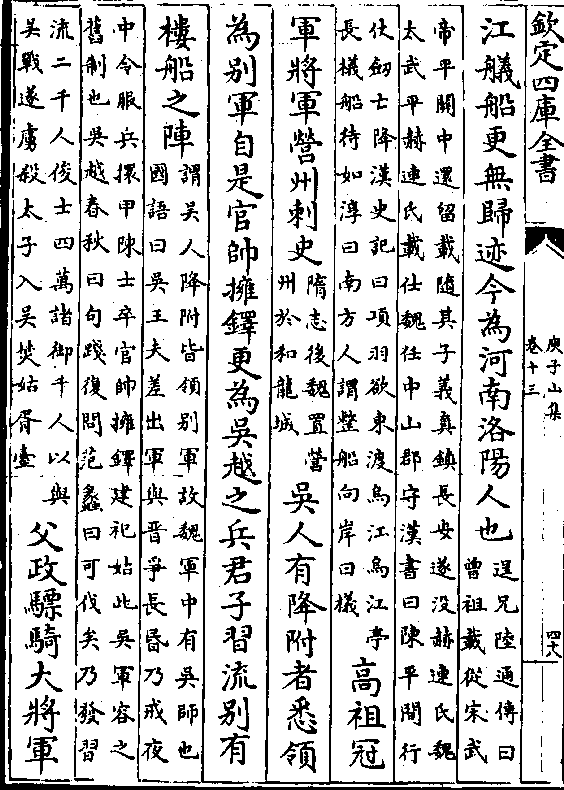 欽定四庫全書
庾子山集
卷十三
四六
江艤船更無歸迹今為河南洛陽人也
逞兄陸通傳曰
曾祖載從宋武
帝平關中還留載隨其子義真鎮長安遂没赫連氏魏
太武平赫連氏載仕魏任中山郡守漢書曰陳平間行
仗劒士降漢史記曰項羽欲東渡烏江烏江亭
長檥船待如淳曰南方人謂整船向岸曰檥
高祖冠
軍將軍營州刺史
隋志後魏置營
州於和龍城
吳人有降附者悉領
為别軍自是官帥擁鐸更為吳越之兵君子習流别有
樓船之陣
謂吳人降附皆領别軍故魏軍中有吳師也
國語曰吳王夫差出軍與晉爭長昏乃戒夜
中令服兵擐甲陳士卒官帥擁鐸建祀姑此吳軍容之
舊制也吳越春秋曰句踐復問范蠡曰可伐矣乃發習
流二千人俊士四萬諸御千人以與
吳戰遂虜殺太子入吳焚姑胥臺
父政驃騎大將軍